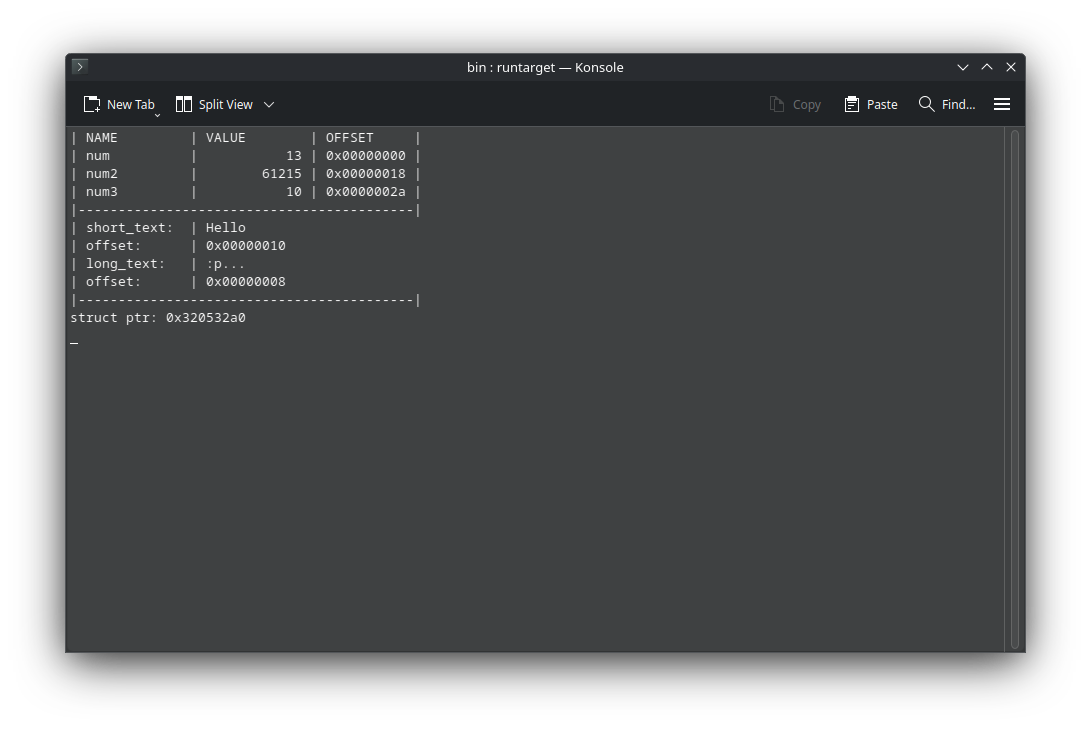 bin : runtarget — Konsole
New Tab Split View Copy Paste Find...
| NAME         | VALUE        | OFFSET     |
| num          |           13 | 0x00000000 |
| num2         |        61215 | 0x00000018 |
| num3         |           10 | 0x0000002a |
|------------------------------------------|
| short_text:  | Hello
| offset:      | 0x00000010
| long_text:   | :p...
| offset:      | 0x00000008
|------------------------------------------|
struct ptr: 0x320532a0